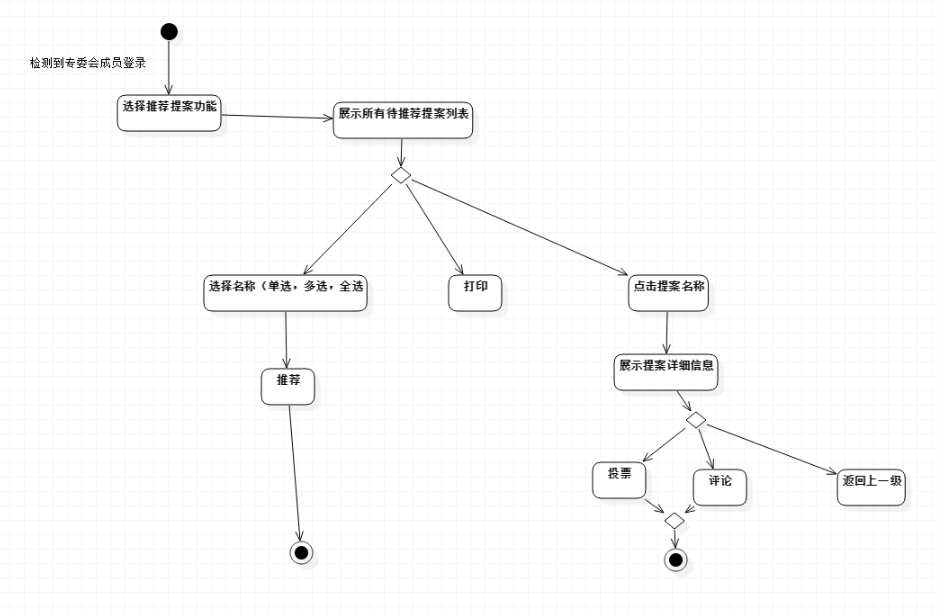 检测到专委会成员登录
选择推荐提案功能
展示所有待推荐提案列表
选择名称（单选，多选，全选
打印
点击提案名称
展示提案详细信息
推荐
投票
评论
返回上一级